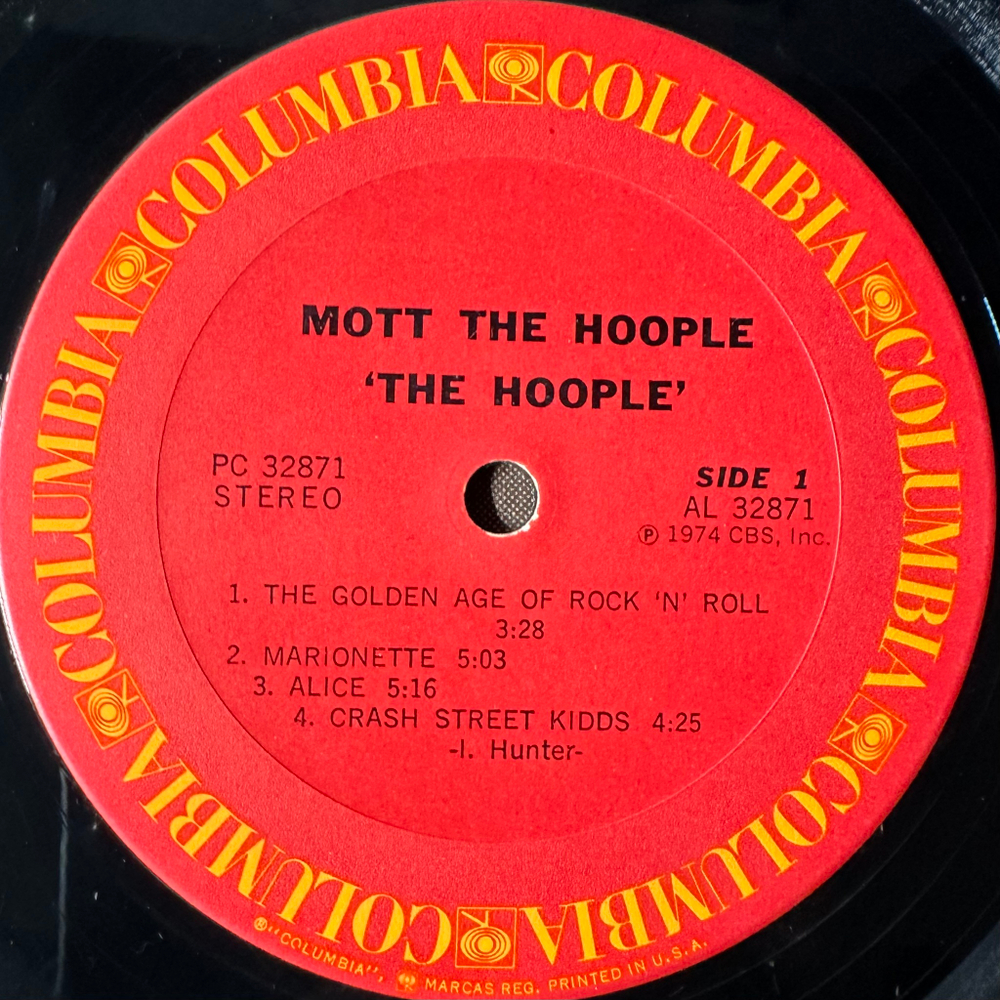 COLUMBIA COLUMBIA COLUMBIA COLUMBIA COLUMBIA COLUMBIA COLUMBIA COLUMBIA
MOTT THE HOOPLE
‘THE HOOPLE’
PC 32871
STEREO
SIDE 1
AL 32871
Ⓟ 1974 CBS, Inc.
1. THE GOLDEN AGE OF ROCK ‘N’ ROLL
3:28
2. MARIONETTE 5:03
3. ALICE 5:16
4. CRASH STREET KIDDS 4:25
-I. Hunter-
®“COLUMBIA”, MARCAS REG. PRINTED IN U.S.A.